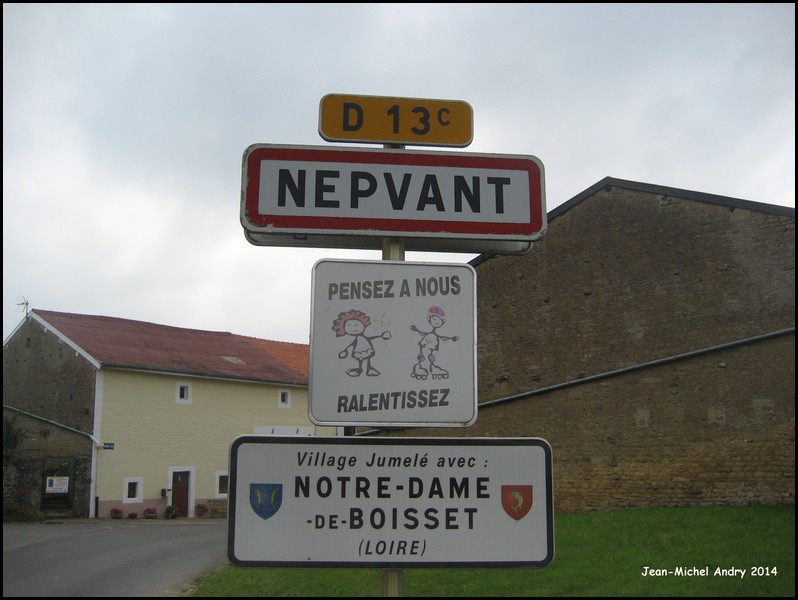 D 13c
NEPVANT
PENSEZ A NOUS
RALENTISSEZ
Village Jumelé avec :
NOTRE-DAME
-DE-BOISSET
(LOIRE)
Jean-Michel Andry 2014